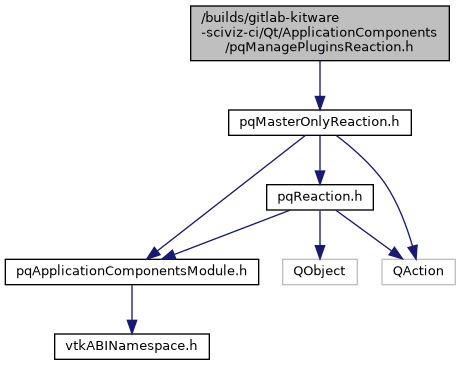 /builds/gitlab-kitware
-sciviz-ci/Qt/ApplicationComponents
/pqManagePluginsReaction.h
pqMasterOnlyReaction.h
pqReaction.h
pqApplicationComponentsModule.h
QObject
QAction
vtkABINamespace.h